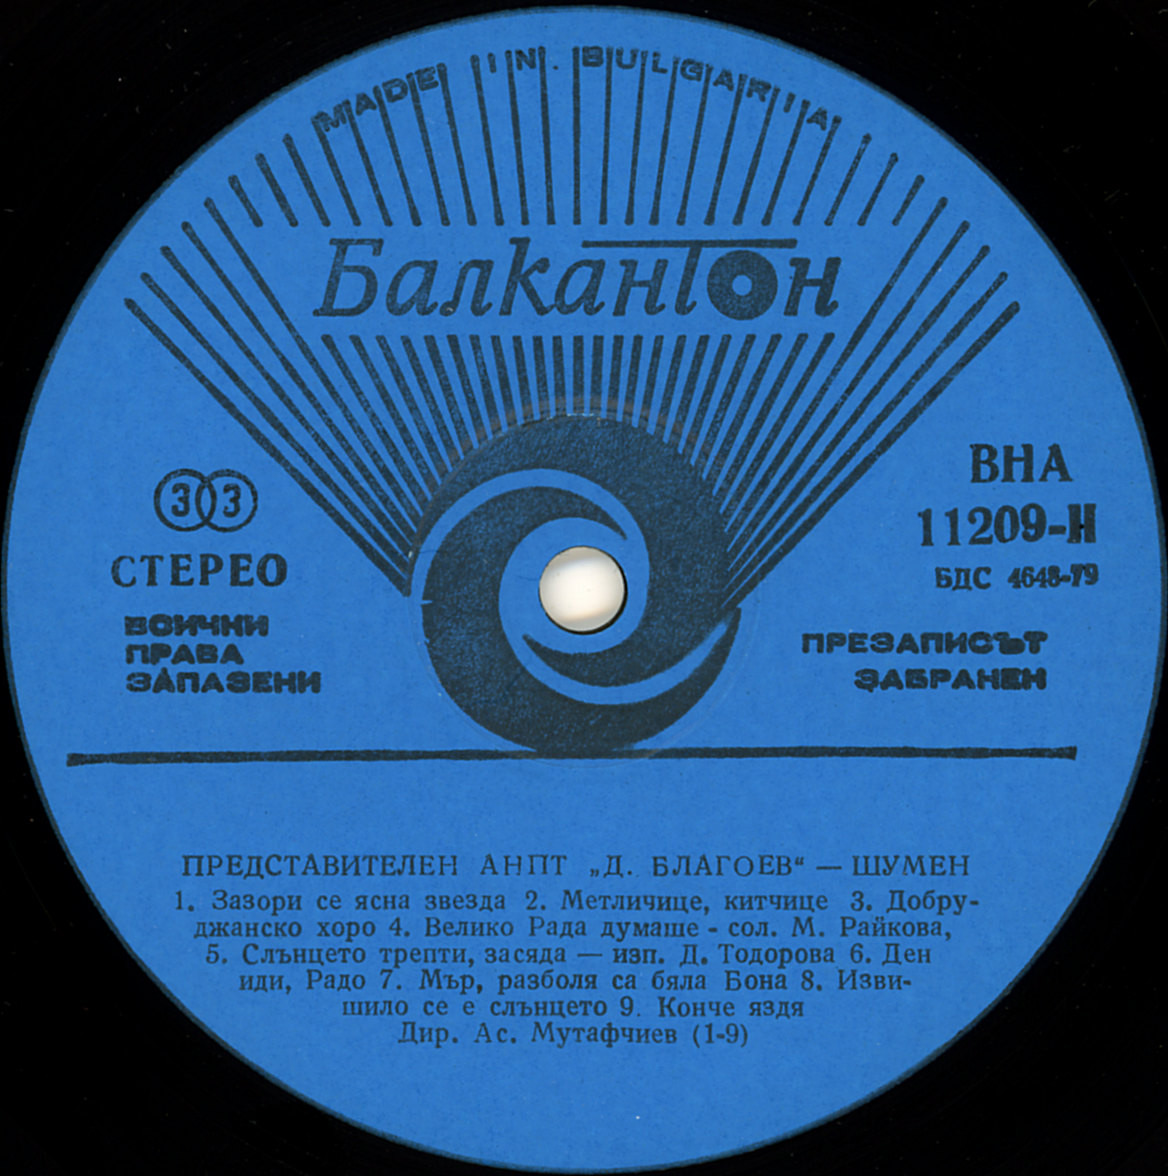 MADE IN BULGARIA
Балкантон
33
СТЕРЕО
ВСИЧКИ
ПРАВА
ЗАПАЗЕНИ
ВНА
11209-Н
БДС 4648-79
ПРЕЗАПИСЪТ
ЗАБРАНЕН
ПРЕДСТАВИТЕЛЕН АНПТ „Д. БЛАГОЕВ“ — ШУМЕН
1. Зазори се ясна звезда 2. Метличице, китчице 3. Добру-
джанско хоро 4. Велико Рада думаше - сол. М. Райкова,
5. Слънцето трепти, засяда — изп. Д. Тодорова 6. Ден
иди, Радо 7. Мър, разболя са бяла Бона 8. Изви-
шило се е слънцето 9. Конче яздя
Дир. Ас. Мутафчиев (1-9)